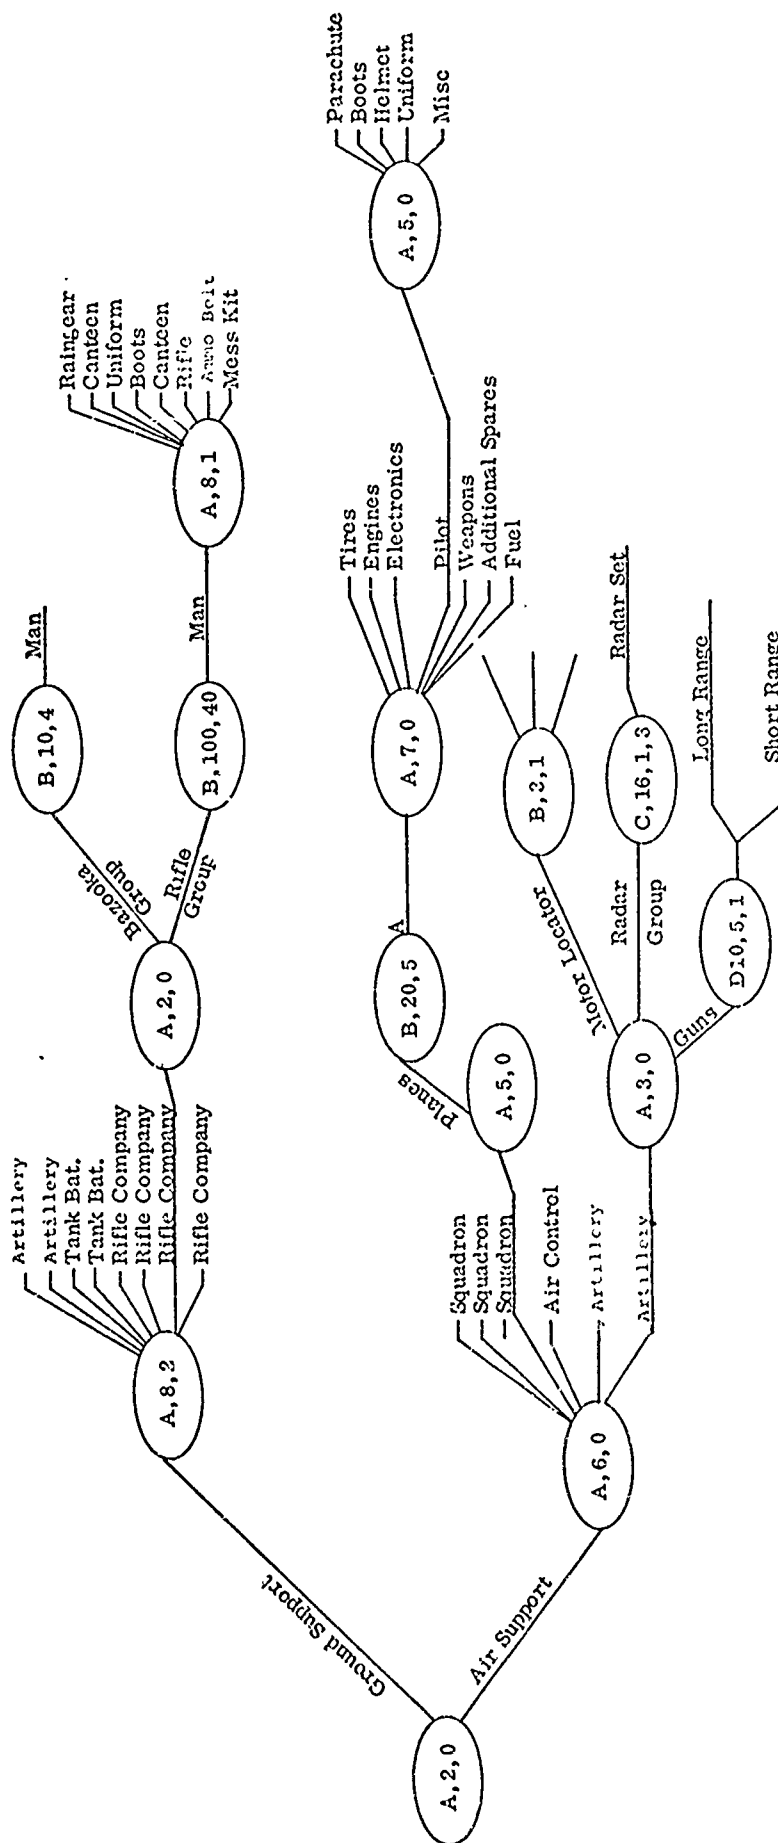 A,2,0
Ground Support
Air Support
A,8,2
Artillery
Artillery
Tank Bat.
Tank Bat.
Rifle Company
Rifle Company
Rifle Company
Rifle Company
A,2,0
Bazooka
Group
Rifle
Group
B,10,4
Man
B,100,40
Man
A,8,1
Raingear
Canteen
Uniform
Boots
Canteen
Rifle
Ammo Belt
Mess Kit
A,6,0
Squadron
Squadron
Squadron
Air Control
Artillery
Artillery
A,5,0
Planes
B,20,5
A
A,7,0
Tires
Engines
Electronics
Pilot
Weapons
Additional Spares
Fuel
A,5,0
Parachute
Boots
Helmet
Uniform
Misc
A,3,0
Motor Locator
B,2,1
Radar
Group
C,16,1,3
Radar Set
Guns
D10,5,1
Long Range
Short Range